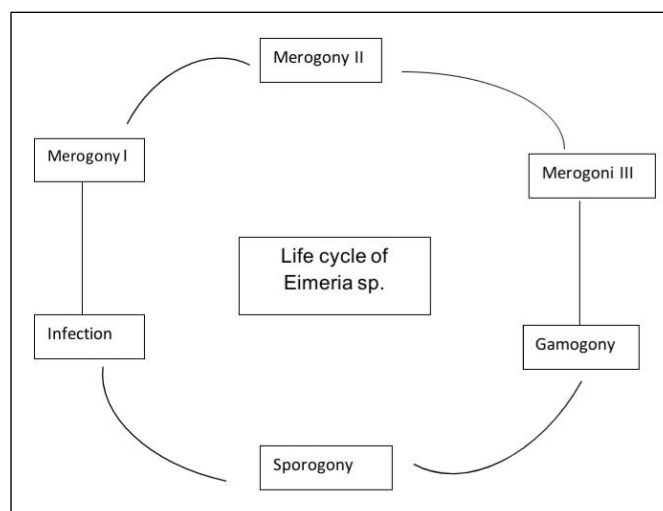 Merogony II
Merogony I
Merogoni III
Life cycle of
Eimeria sp.
Infection
Gamogony
Sporogony